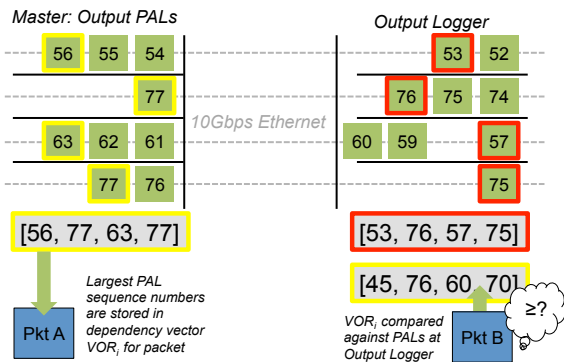 Master: Output PALs
Output Logger
56 55 54
53 52
77
76 75 74
10Gbps Ethernet
63 62 61
60 59 57
77 76
75
[56, 77, 63, 77]
[53, 76, 57, 75]
[45, 76, 60, 70]
≥?
Largest PAL
sequence numbers
are stored in
dependency vector
VORi for packet
Pkt A
VORi compared
against PALs at
Output Logger
Pkt B